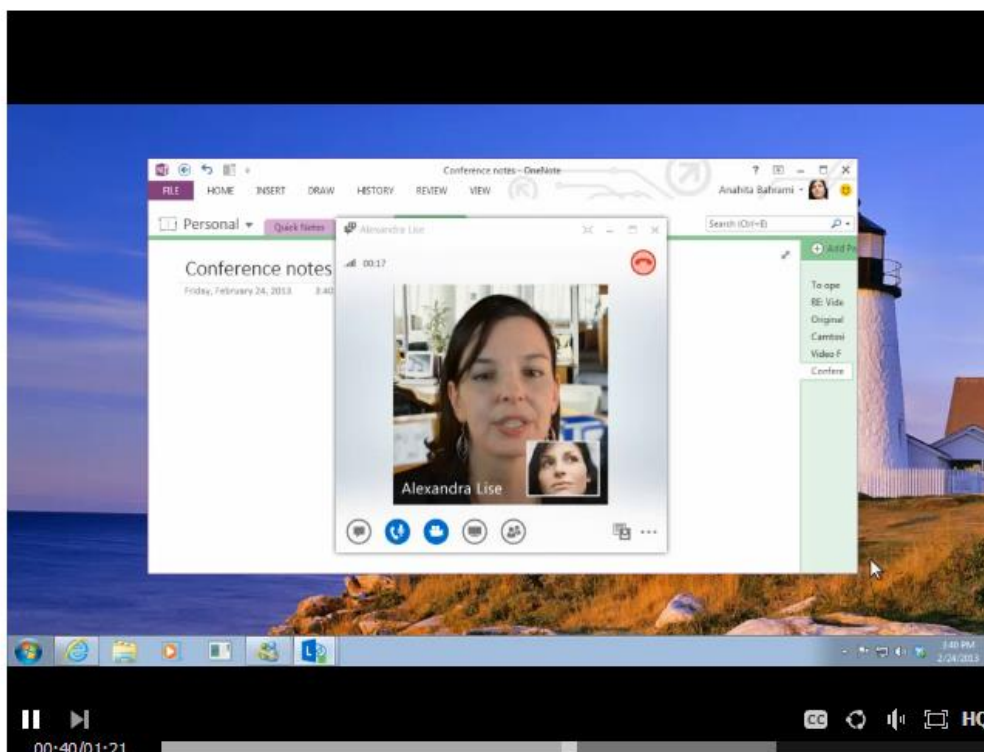 Conference notes - OneNote
?
FILE HOME INSERT DRAW HISTORY REVIEW VIEW
Anahita Bahrami
Personal
Quick Notes
Search (Ctrl+E)
Alexandra Lise
00:17
Conference notes
Friday, February 24, 2013 3:40
Add Pa
To ope
RE: Vide
Original
Camtasi
Video F
Confere
Alexandra Lise
L
3:40 PM
2/24/2013
CC
HQ
00:40/01:21